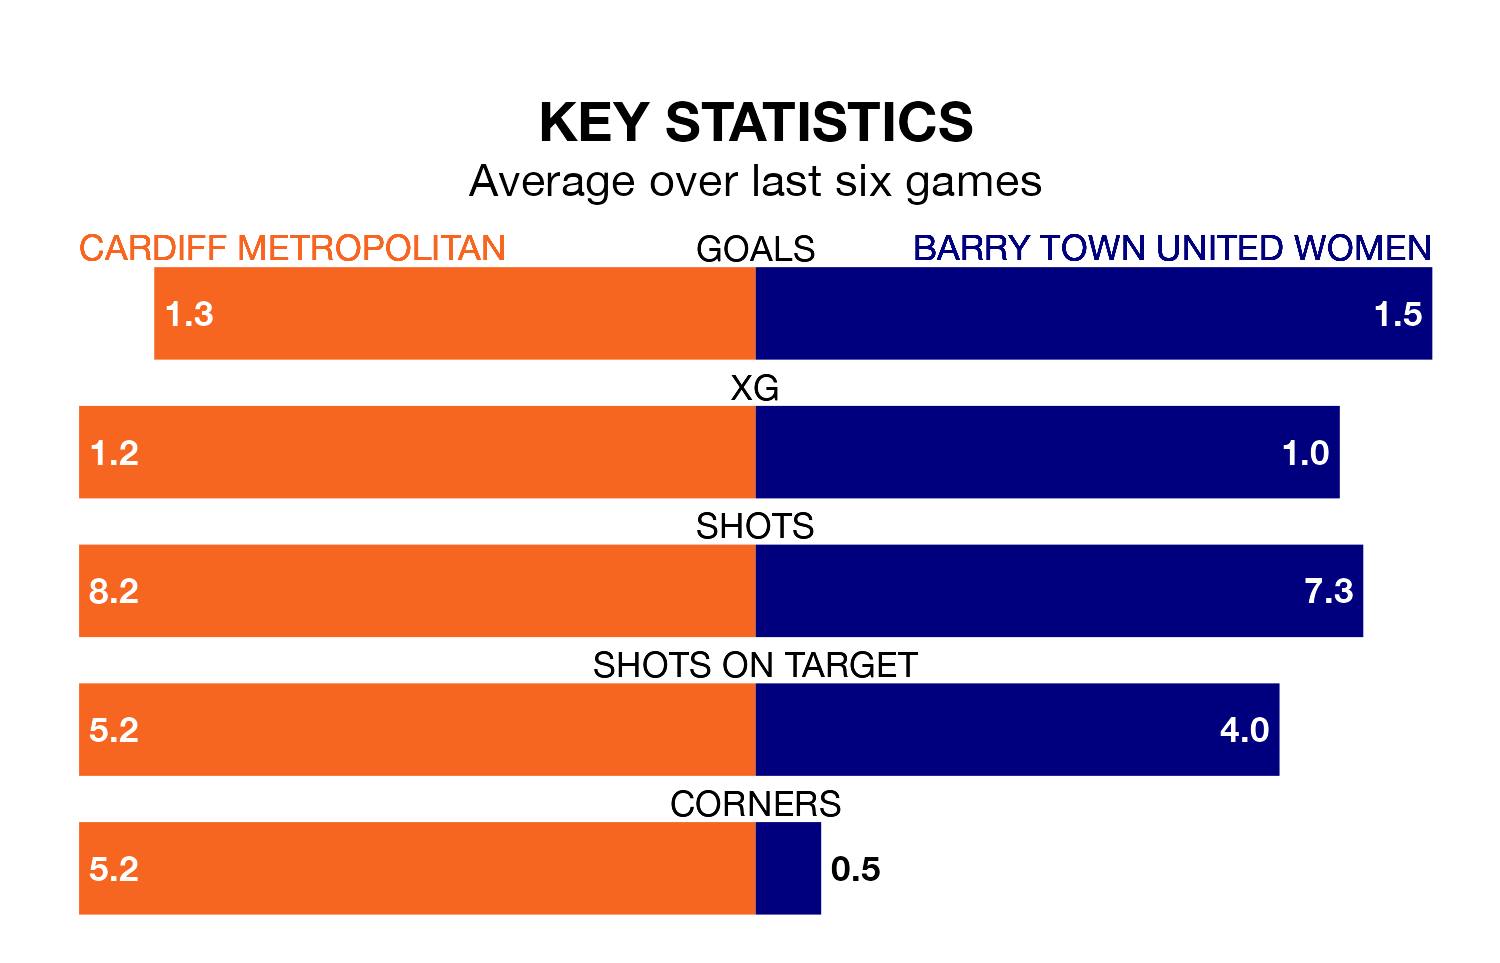 KEY STATISTICS
Average over last six games
CARDIFF METROPOLITAN GOALS BARRY TOWN UNITED WOMEN
1.3 1.5
XG
1.2 1.0
SHOTS
8.2 7.3
SHOTS ON TARGET
5.2 4.0
CORNERS
5.2 0.5